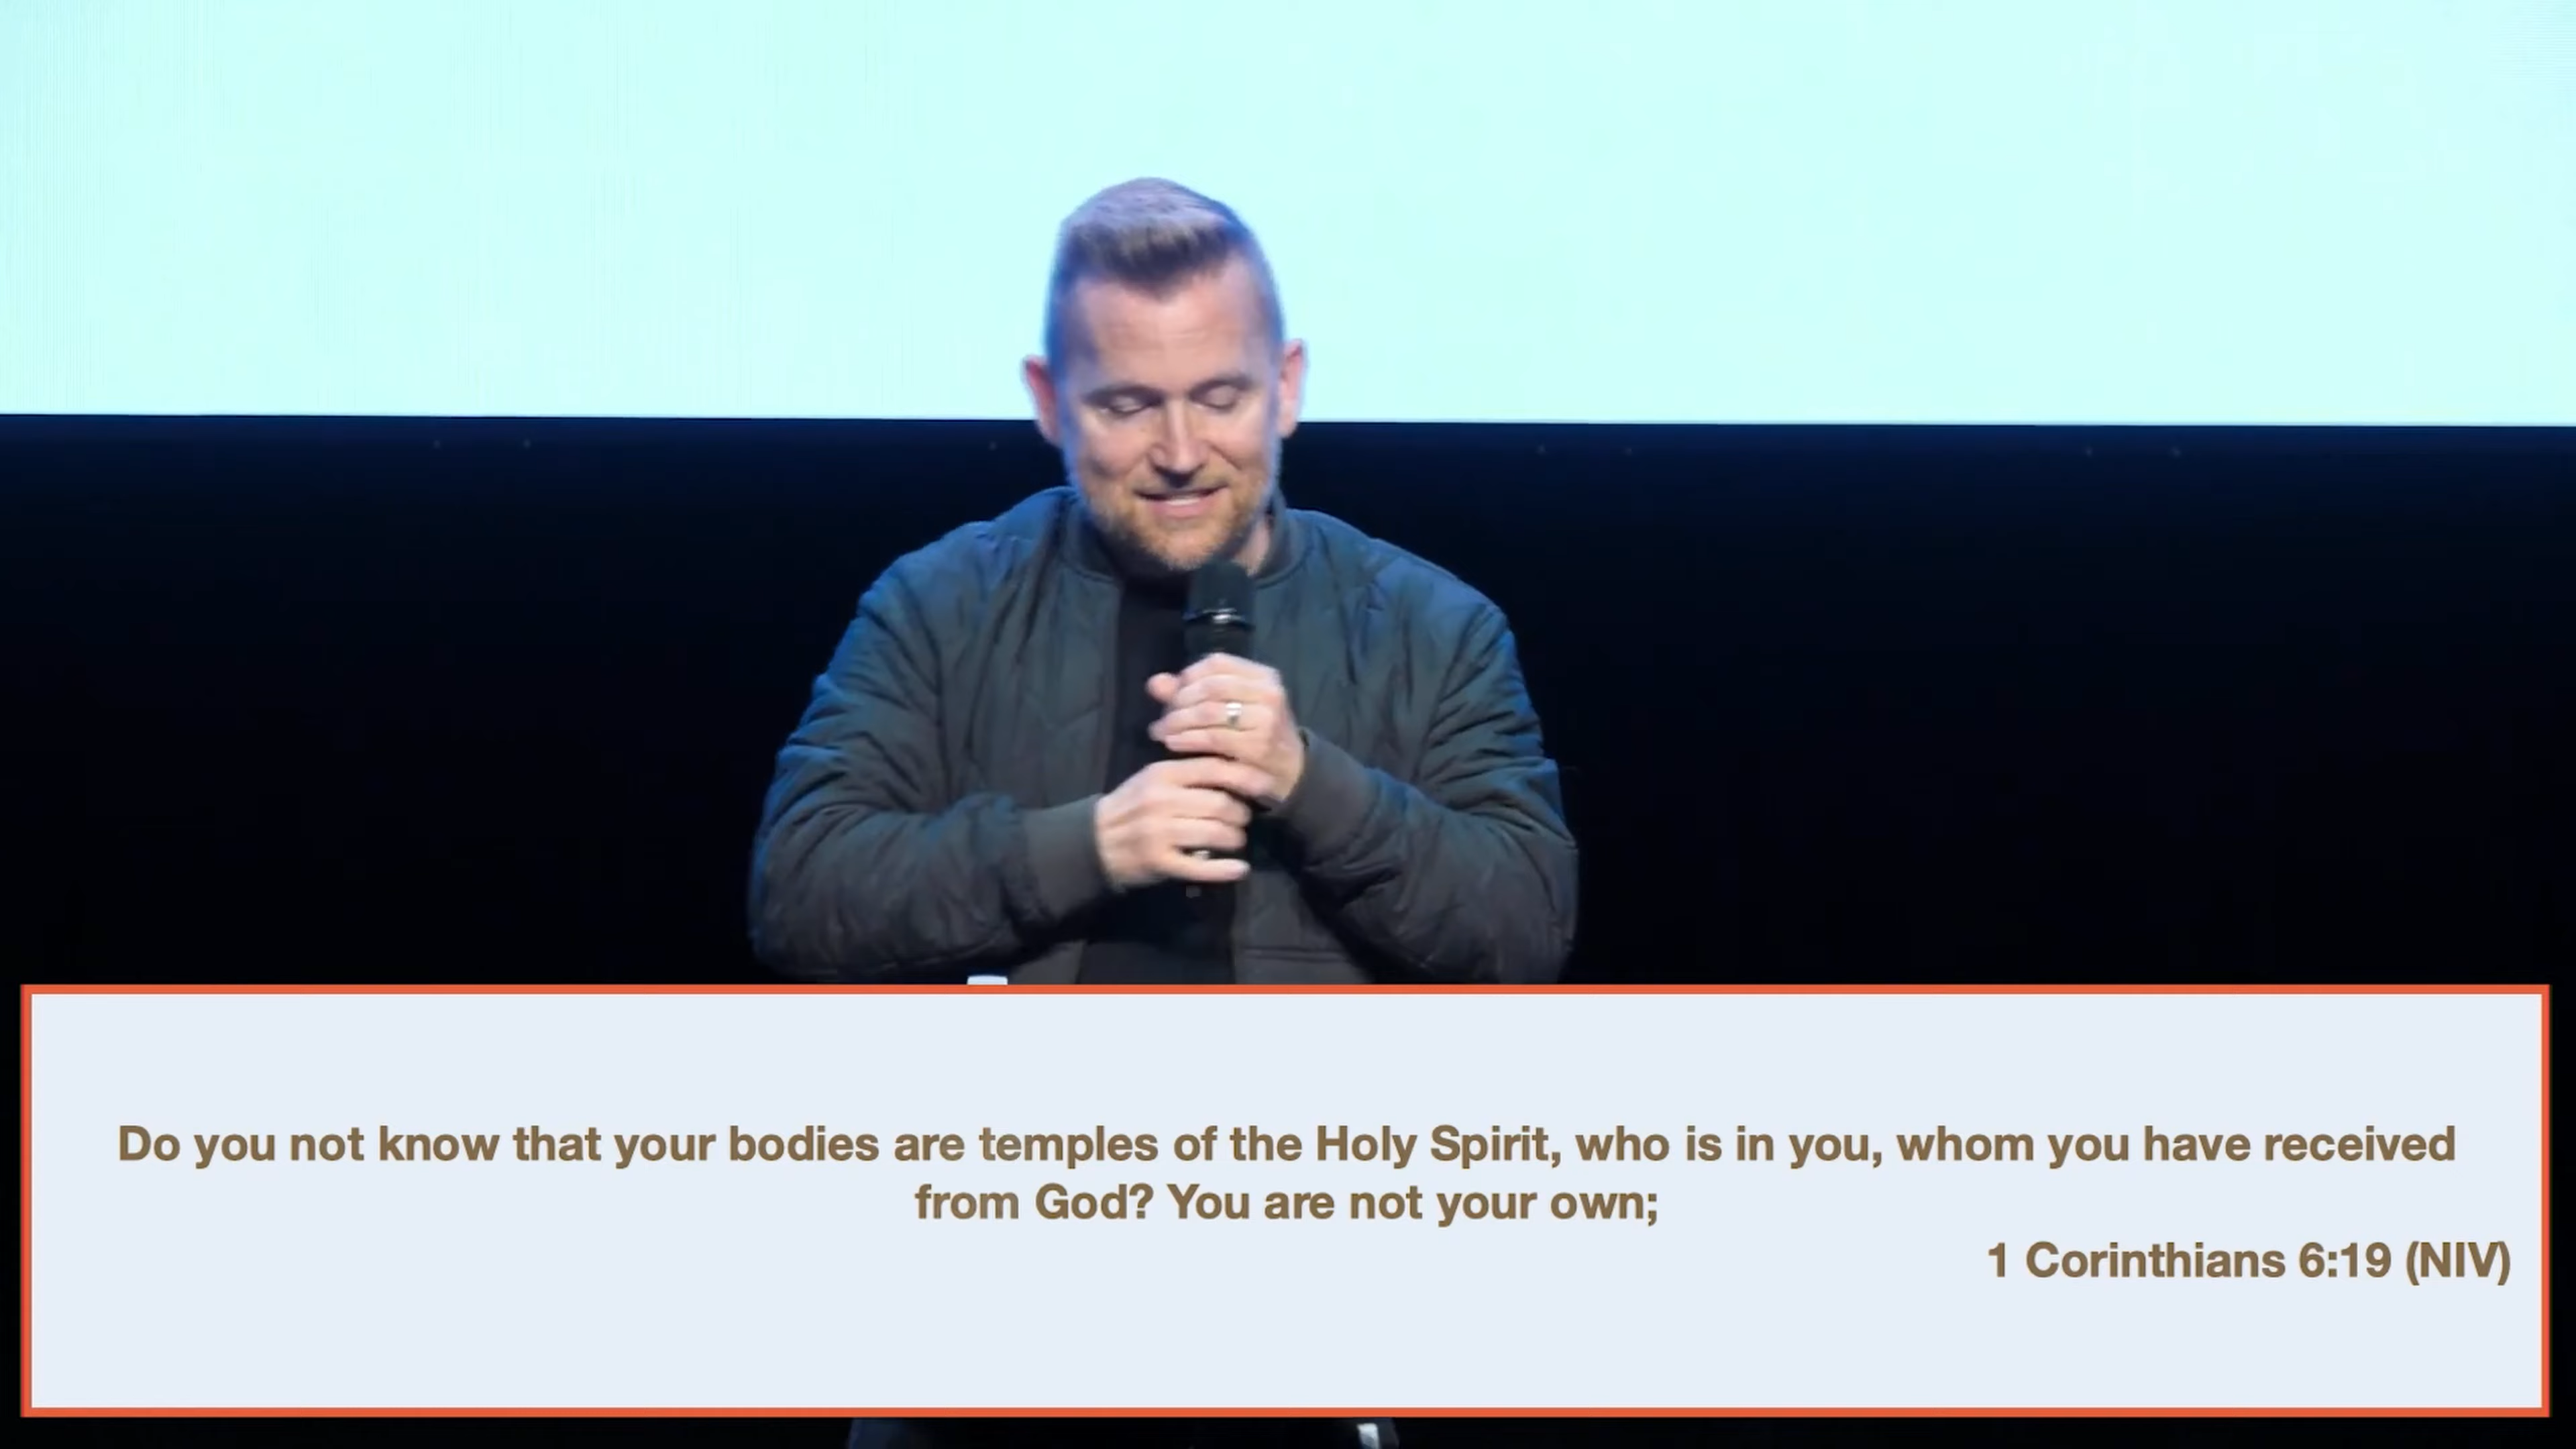 Do you not know that your bodies are temples of the Holy Spirit, who is in you, whom you have received
from God? You are not your own;
1 Corinthians 6:19 (NIV)